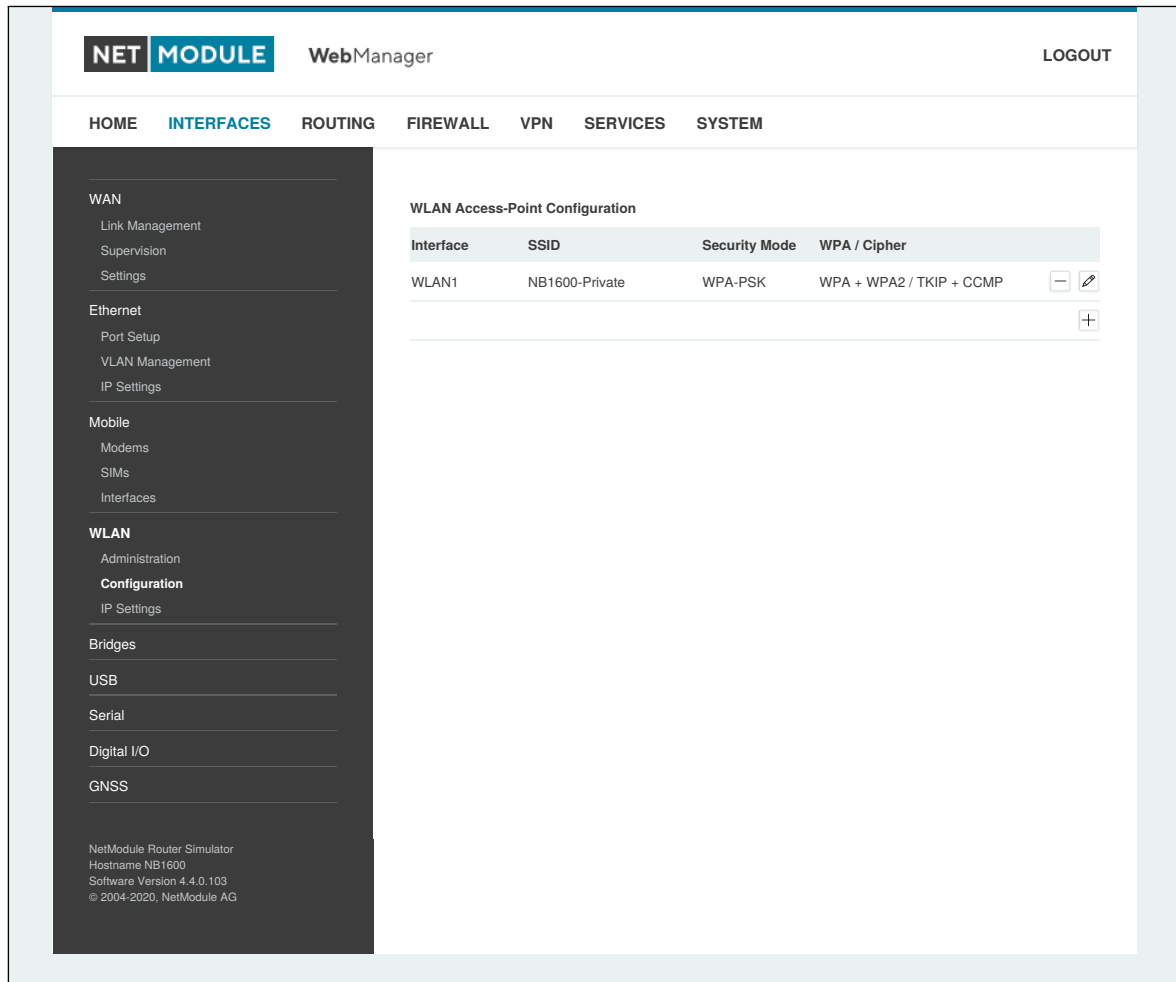 NET MODULE WebManager LOGOUT
HOME INTERFACES ROUTING FIREWALL VPN SERVICES SYSTEM
WAN
Link Management
Supervision
Settings
Ethernet
Port Setup
VLAN Management
IP Settings
Mobile
Modems
SIMs
Interfaces
WLAN
Administration
Configuration
IP Settings
Bridges
USB
Serial
Digital I/O
GNSS
NetModule Router Simulator
Hostname NB1600
Software Version 4.4.0.103
© 2004-2020, NetModule AG
WLAN Access-Point Configuration
Interface SSID Security Mode WPA / Cipher
WLAN1 NB1600-Private WPA-PSK WPA + WPA2 / TKIP + CCMP